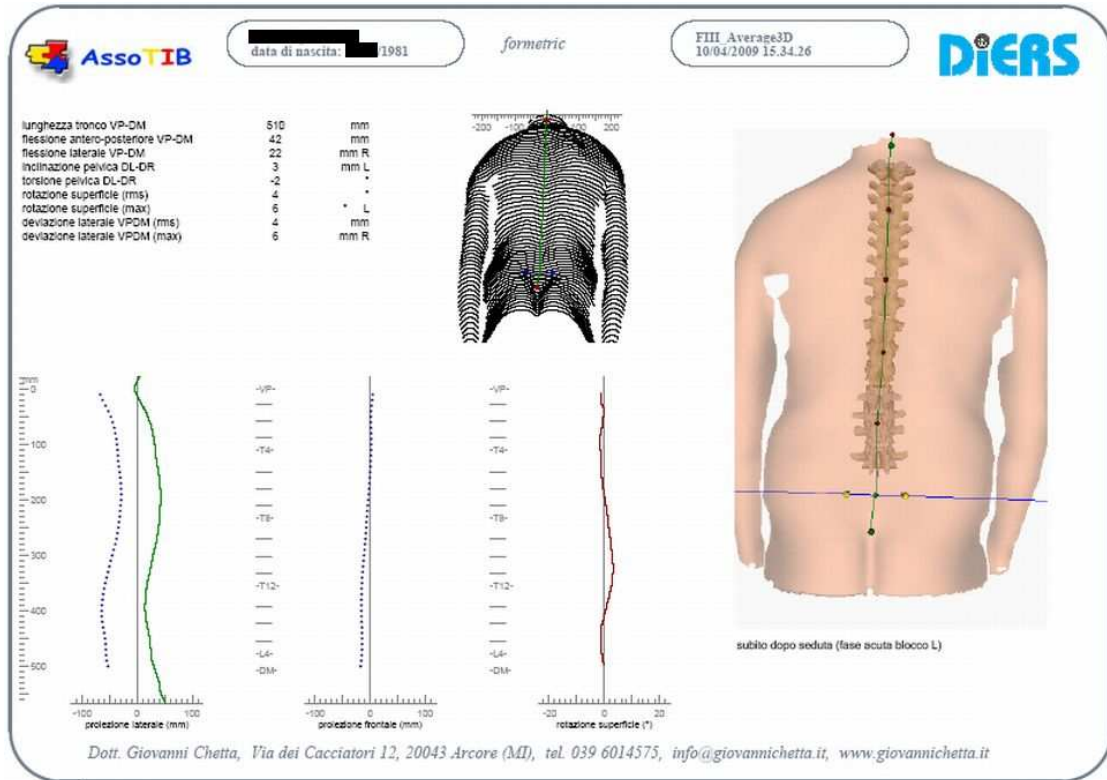 AssoTIB
data di nascita: /1981
formetric
FIII_Average3D
10/04/2009 15.34.26
DiERS
lunghezza tronco VP-DM 510 mm
flessione antero-posteriore VP-DM 42 mm
flessione laterale VP-DM 22 mm R
inclinazione pelvica DL-DR 3 mm L
torsione pelvica DL-DR -2 °
rotazione superficie (rms) 4 °
rotazione superficie (max) 6 ° L
deviazione laterale VPDM (rms) 4 mm
deviazione laterale VPDM (max) 6 mm R
-200 -100 0 100 200
mm
0
100
200
300
400
500
-100 0 100
proiezione laterale (mm)
-VP-
-T4-
-T8-
-T12-
-L4-
-DM-
-100 0 100
proiezione frontale (mm)
-VP-
-T4-
-T8-
-T12-
-L4-
-DM-
-20 0 20
rotazione superficie (°)
subito dopo seduta (fase acuta blocco L)
Dott. Giovanni Chetta, Via dei Cacciatori 12, 20043 Arcore (MI), tel. 039 6014575, info@giovannichetta.it, www.giovannichetta.it